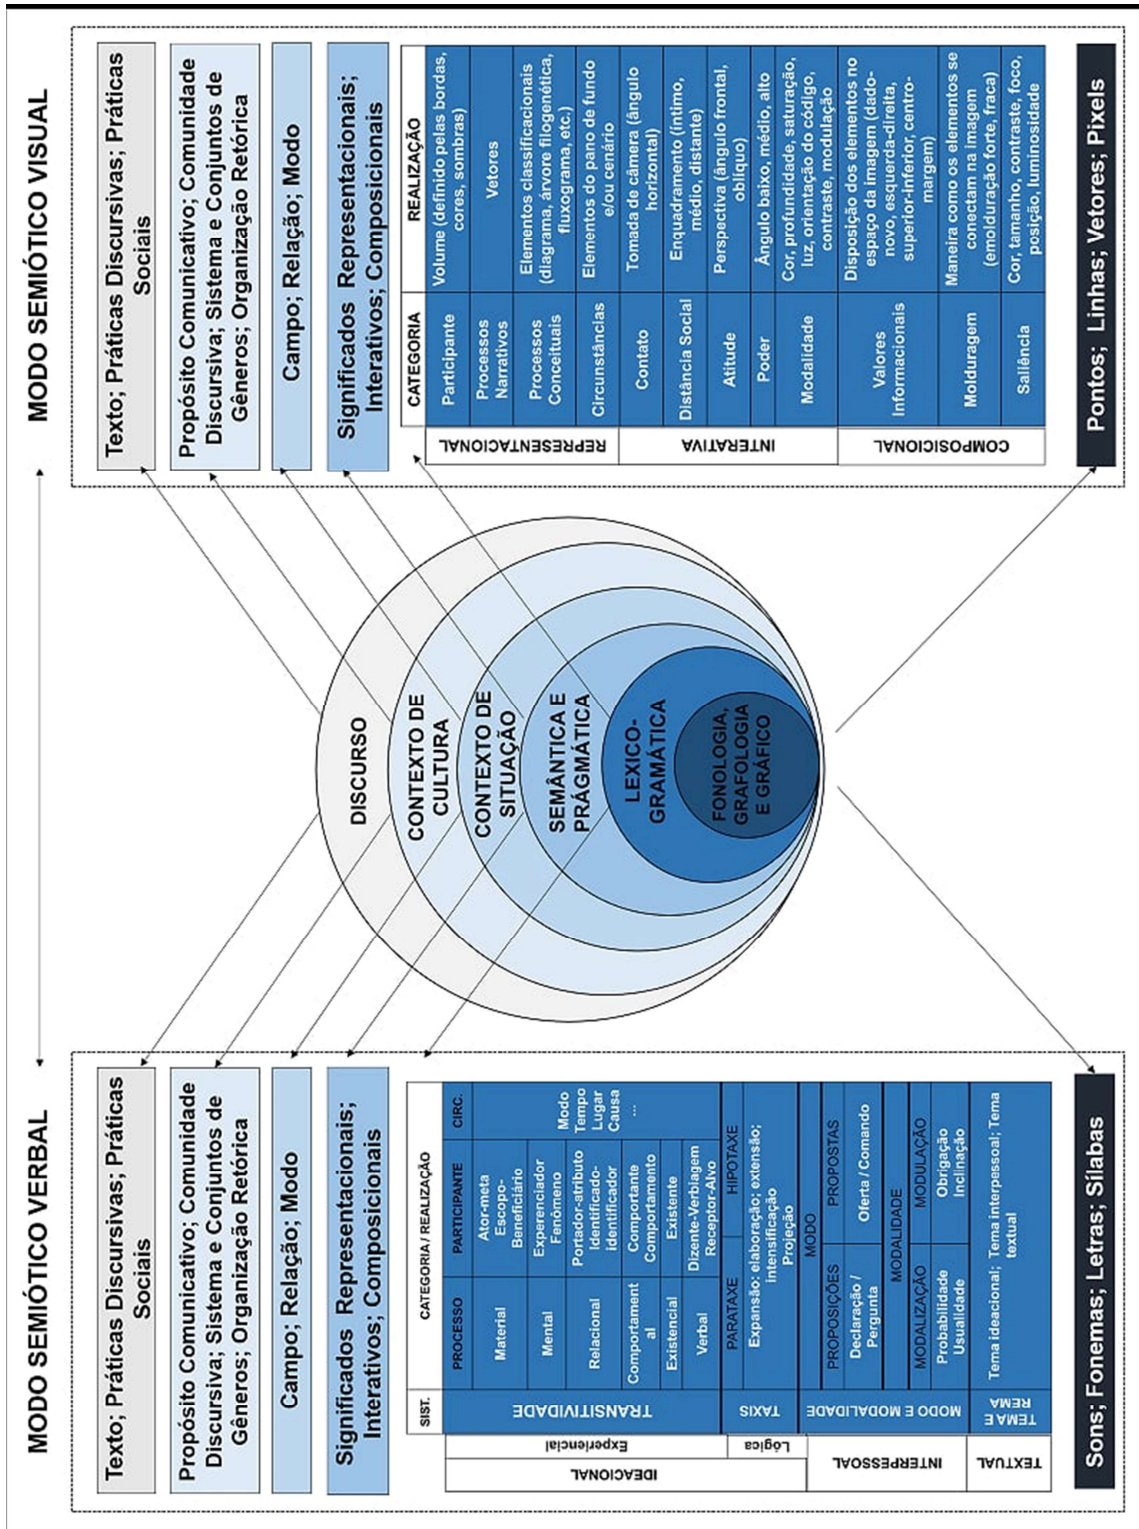 MODO SEMIÓTICO VERBAL
MODO SEMIÓTICO VISUAL
Texto; Práticas Discursivas; Práticas
Sociais
Propósito Comunicativo; Comunidade
Discursiva; Sistema e Conjuntos de
Gêneros; Organização Retórica
Campo; Relação; Modo
Significados Representacionais;
Interativos; Composicionais
SIST.
CATEGORIA / REALIZAÇÃO
PROCESSO
PARTICIPANTE
CIRC.
IDEACIONAL
Experiencial
TRANSITIVIDADE
Material
Ator-meta
Escopo-
Beneficiário
Mental
Experenciador
Fenômeno
Relacional
Portador-atributo
Identificado-
identificador
Comportament
al
Comportante
Comportamento
Existencial
Existente
Verbal
Dizente-Verbiagem
Receptor-Alvo
Modo
Tempo
Lugar
Causa
...
Lógica
TAXIS
PARATAXE
HIPOTAXE
Expansão; elaboração; extensão;
intensificação
Projeção
INTERPESSOAL
MODO E MODALIDADE
MODO
PROPOSIÇÕES
PROPOSTAS
Declaração /
Pergunta
Oferta / Comando
MODALIDADE
MODALIZAÇÃO
MODULAÇÃO
Probabilidade
Usualidade
Obrigação
Inclinação
TEXTUAL
TEMA E
REMA
Tema ideacional; Tema interpessoal; Tema
textual
Sons; Fonemas; Letras; Sílabas
DISCURSO
CONTEXTO DE
CULTURA
CONTEXTO DE
SITUAÇÃO
SEMÂNTICA E
PRÁGMÁTICA
LEXICO-
GRAMÁTICA
FONOLOGIA,
GRAFOLOGIA
E GRÁFICO
Texto; Práticas Discursivas; Práticas
Sociais
Propósito Comunicativo; Comunidade
Discursiva; Sistema e Conjuntos de
Gêneros; Organização Retórica
Campo; Relação; Modo
Significados Representacionais;
Interativos; Composicionais
CATEGORIA
REALIZAÇÃO
REPRESENTACIONAL
Participante
Volume (definido pelas bordas,
cores, sombras)
Processos
Narrativos
Vetores
Processos
Conceituais
Elementos classificacionais
(diagrama, árvore filogenética,
fluxograma, etc.)
Circunstâncias
Elementos do pano de fundo
e/ou cenário
INTERATIVA
Contato
Tomada de câmera (ângulo
horizontal)
Distância Social
Enquadramento (íntimo,
médio, distante)
Atitude
Perspectiva (ângulo frontal,
oblíquo)
Poder
Ângulo baixo, médio, alto
Modalidade
Cor, profundidade, saturação,
luz, orientação do código,
contraste, modulação
COMPOSICIONAL
Valores
Informacionais
Disposição dos elementos no
espaço da imagem (dado-
novo, esquerda-direita,
superior-inferior, centro-
margem)
Molduragem
Maneira como os elementos se
conectam na imagem
(emolduração forte, fraca)
Saliência
Cor, tamanho, contraste, foco,
posição, luminosidade
Pontos; Linhas; Vetores; Pixels